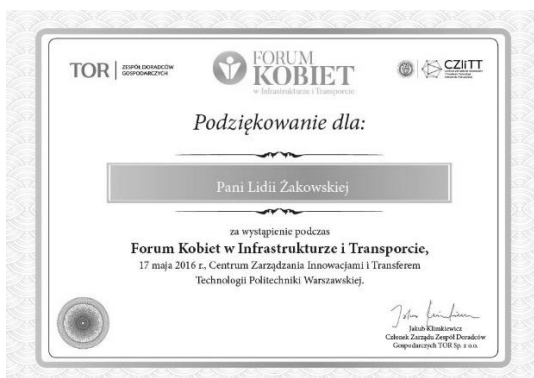 TOR
ZESPÓŁ DORADCÓW
GOSPODARCZYCH
FORUM
KOBIET
w Infrastrukturze i Transporcie
CZIiTT
Podziękowanie dla:
Pani Lidii Żakowskiej
za wystąpienie podczas
Forum Kobiet w Infrastrukturze i Transporcie,
17 maja 2016 r., Centrum Zarządzania Innowacjami i Transferem
Technologii Politechniki Warszawskiej.
Jakub Klimkiewicz
Członek Zarządu Zespół Doradców
Gospodarczych TOR Sp. z o.o.